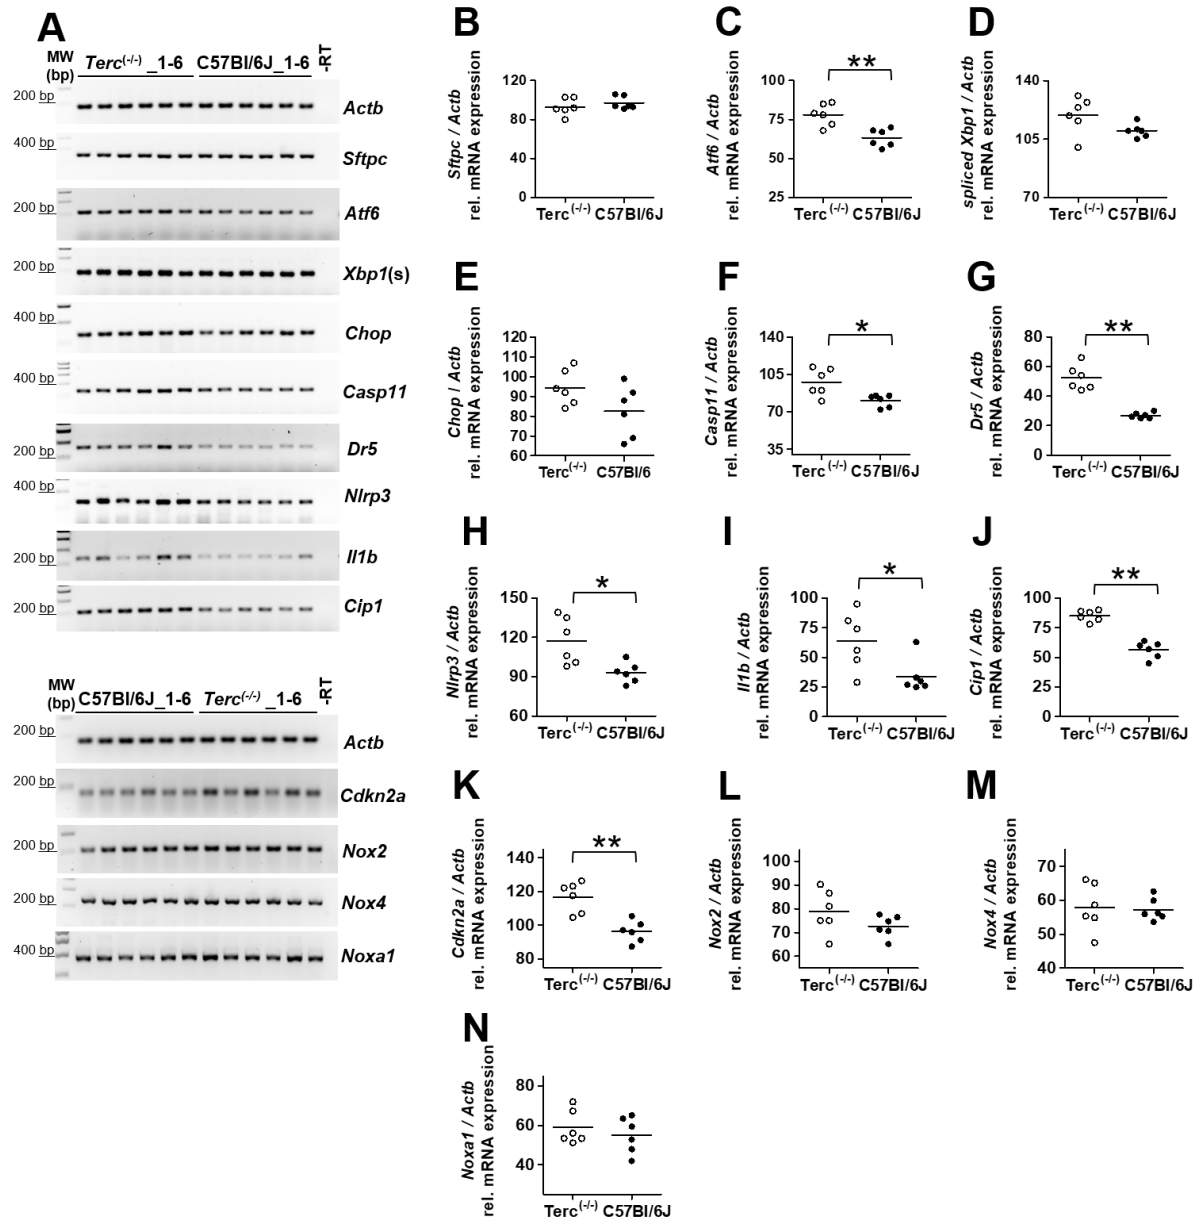 A
MW
(bp)
Terc(-/-)_1-6 C57Bl/6J_1-6 -RT
200 bp Actb
400 bp Sftpc
200 bp Atf6
200 bp Xbp1(s)
400 bp Chop
400 bp Casp11
200 bp Dr5
400 bp Nlrp3
200 bp Il1b
200 bp Cip1
MW
(bp)
C57Bl/6J_1-6 Terc(-/-)_1-6 -RT
200 bp Actb
200 bp Cdkn2a
200 bp Nox2
200 bp Nox4
400 bp Noxa1
B
Sftpc / Actb
rel. mRNA expression
120
80
40
0
Terc(-/-) C57Bl/6J
C
Atf6 / Actb
rel. mRNA expression
**
100
75
50
25
Terc(-/-) C57Bl/6J
D
spliced Xbp1 / Actb
rel. mRNA expression
140
105
70
Terc(-/-) C57Bl/6J
E
Chop / Actb
rel. mRNA expression
120
110
100
90
80
70
60
Terc(-/-) C57Bl/6
F
Casp11 / Actb
rel. mRNA expression
*
140
105
70
35
Terc(-/-) C57Bl/6J
G
Dr5 / Actb
rel. mRNA expression
**
80
60
40
20
0
Terc(-/-) C57Bl/6J
H
Nlrp3 / Actb
rel. mRNA expression
*
150
120
90
60
Terc(-/-) C57Bl/6J
I
Il1b / Actb
rel. mRNA expression
*
100
75
50
25
0
Terc(-/-) C57Bl/6J
J
Cip1 / Actb
rel. mRNA expression
**
100
75
50
25
0
Terc(-/-) C57Bl/6J
K
Cdkn2a / Actb
rel. mRNA expression
**
140
120
100
80
Terc(-/-) C57Bl/6J
L
Nox2 / Actb
rel. mRNA expression
100
90
80
70
60
Terc(-/-) C57Bl/6J
M
Nox4 / Actb
rel. mRNA expression
70
60
50
40
Terc(-/-) C57Bl/6J
N
Noxa1 / Actb
rel. mRNA expression
80
60
40
Terc(-/-) C57Bl/6J